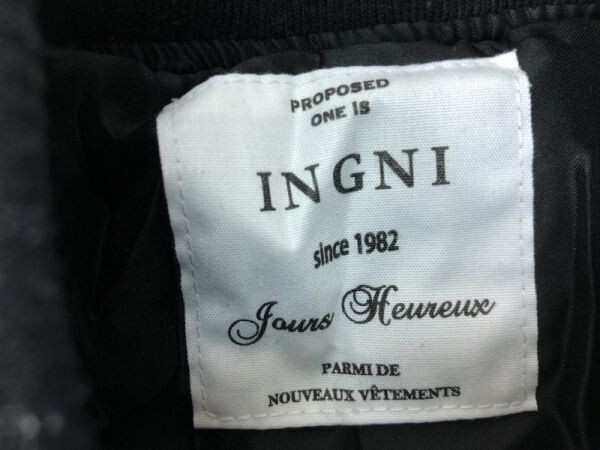 PROPOSED
ONE IS
INGNI
since 1982
Jours Heureux
PARMI DE
NOUVEAUX VÊTEMENTS